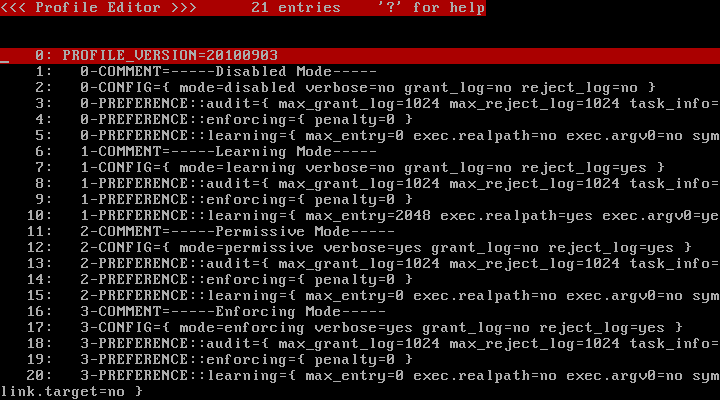 <<< Profile Editor >>>      21 entries    '?' for help
0: PROFILE_VERSION=20100903
1:   0-COMMENT=-----Disabled Mode-----
2:   0-CONFIG={ mode=disabled verbose=no grant_log=no reject_log=no }
3:   0-PREFERENCE::audit={ max_grant_log=1024 max_reject_log=1024 task_info=
4:   0-PREFERENCE::enforcing={ penalty=0 }
5:   0-PREFERENCE::learning={ max_entry=0 exec.realpath=no exec.argv0=no sym
6:   1-COMMENT=-----Learning Mode-----
7:   1-CONFIG={ mode=learning verbose=no grant_log=no reject_log=yes }
8:   1-PREFERENCE::audit={ max_grant_log=1024 max_reject_log=1024 task_info=
9:   1-PREFERENCE::enforcing={ penalty=0 }
10:   1-PREFERENCE::learning={ max_entry=2048 exec.realpath=yes exec.argv0=ye
11:   2-COMMENT=-----Permissive Mode-----
12:   2-CONFIG={ mode=permissive verbose=yes grant_log=no reject_log=yes }
13:   2-PREFERENCE::audit={ max_grant_log=1024 max_reject_log=1024 task_info=
14:   2-PREFERENCE::enforcing={ penalty=0 }
15:   2-PREFERENCE::learning={ max_entry=0 exec.realpath=no exec.argv0=no sym
16:   3-COMMENT=-----Enforcing Mode-----
17:   3-CONFIG={ mode=enforcing verbose=yes grant_log=no reject_log=yes }
18:   3-PREFERENCE::audit={ max_grant_log=1024 max_reject_log=1024 task_info=
19:   3-PREFERENCE::enforcing={ penalty=0 }
20:   3-PREFERENCE::learning={ max_entry=0 exec.realpath=no exec.argv0=no sym
link.target=no }